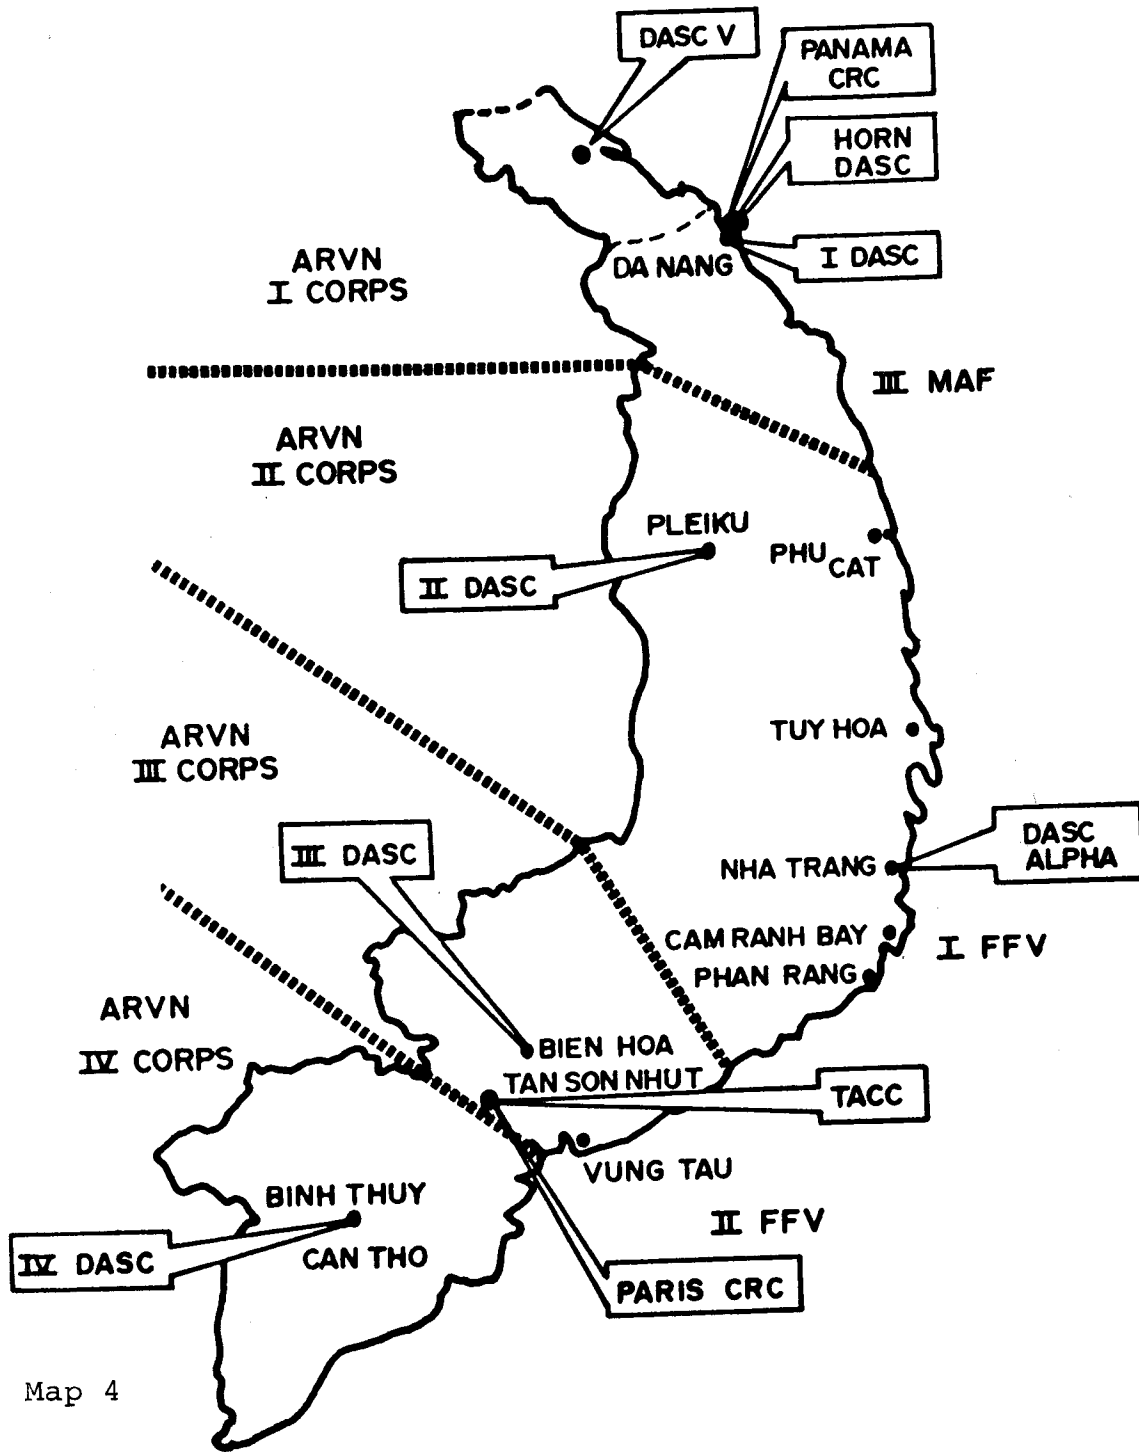 DASC V
PANAMA
CRC
HORN
DASC
I DASC
DA NANG
ARVN
I CORPS
III MAF
ARVN
II CORPS
PLEIKU
PHU CAT
II DASC
TUY HOA
ARVN
III CORPS
III DASC
DASC
ALPHA
NHA TRANG
CAM RANH BAY
I FFV
PHAN RANG
ARVN
IV CORPS
BIEN HOA
TAN SON NHUT
TACC
VUNG TAU
BINH THUY
II FFV
IV DASC
CAN THO
PARIS CRC
Map 4